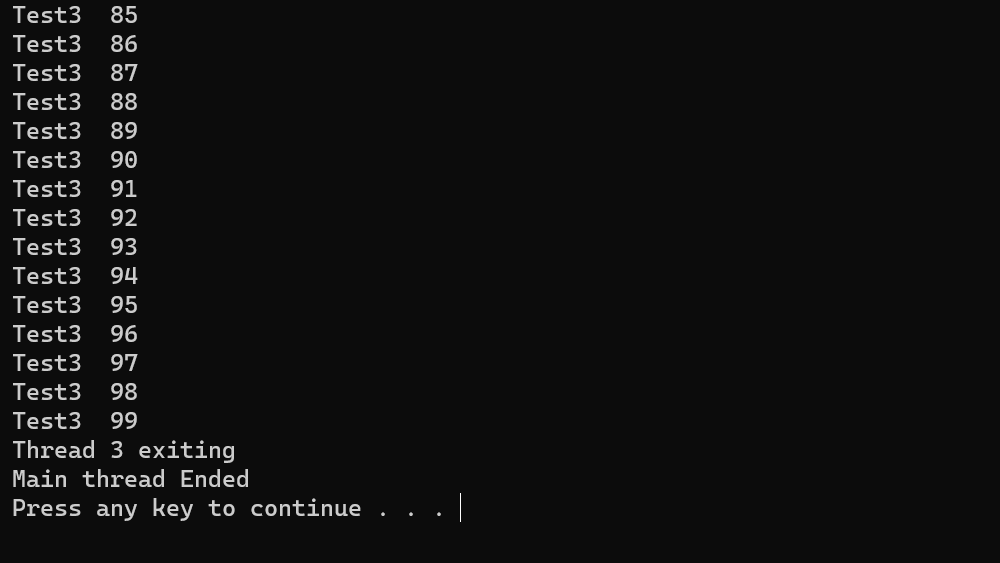 Test3  85
Test3  86
Test3  87
Test3  88
Test3  89
Test3  90
Test3  91
Test3  92
Test3  93
Test3  94
Test3  95
Test3  96
Test3  97
Test3  98
Test3  99
Thread 3 exiting
Main thread Ended
Press any key to continue . . .